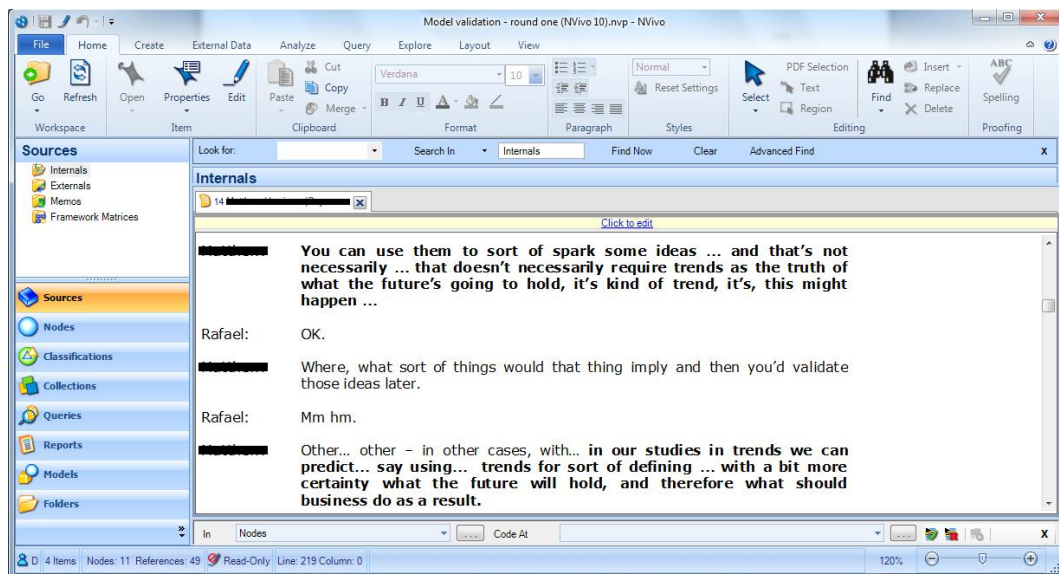 Model validation - round one (NVivo 10).nvp - NVivo
File Home Create External Data Analyze Query Explore Layout View
Go Refresh Open Properties Edit Paste Cut Copy Merge
Verdana 10
B I U A
Normal
Reset Settings
Select PDF Selection Text Region Find Insert Replace Delete
ABC
Spelling
Workspace Item Clipboard Format Paragraph Styles Editing Proofing
Sources
Look for: Search In Internals Find Now Clear Advanced Find x
Internals
Externals
Memos
Framework Matrices
Internals
14
Click to edit
You can use them to sort of spark some ideas ... and that's not
necessarily ... that doesn't necessarily require trends as the truth of
what the future's going to hold, it's kind of trend, it's, this might
happen ...
Rafael: OK.
Where, what sort of things would that thing imply and then you'd validate
those ideas later.
Rafael: Mm hm.
Other... other – in other cases, with... in our studies in trends we can
predict... say using... trends for sort of defining ... with a bit more
certainty what the future will hold, and therefore what should
business do as a result.
Sources
Nodes
Classifications
Collections
Queries
Reports
Models
Folders
In Nodes ... Code At ... x
D 4 Items Nodes: 11 References: 49 Read-Only Line: 219 Column: 0 120%